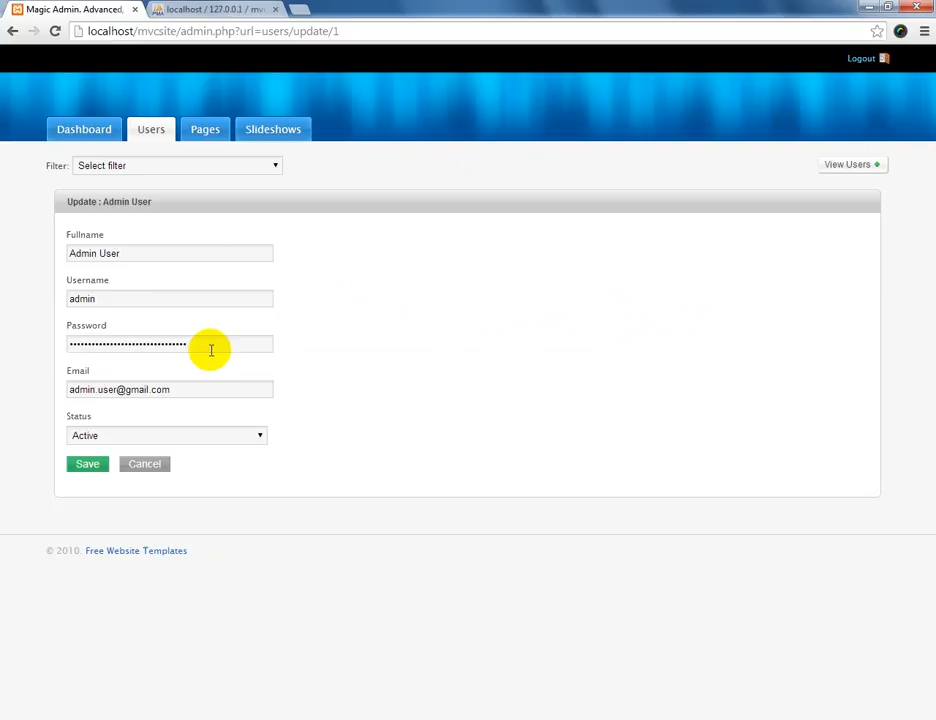 Magic Admin. Advanced,
localhost / 127.0.0.1 / mvc
localhost/mvcsite/admin.php?url=users/update/1
Logout
Dashboard
Users
Pages
Slideshows
Filter:
Select filter
View Users
Update : Admin User
Fullname
Admin User
Username
admin
Password
••••••••••••••••••••••••••••••••
Email
admin.user@gmail.com
Status
Active
Save
Cancel
© 2010. Free Website Templates